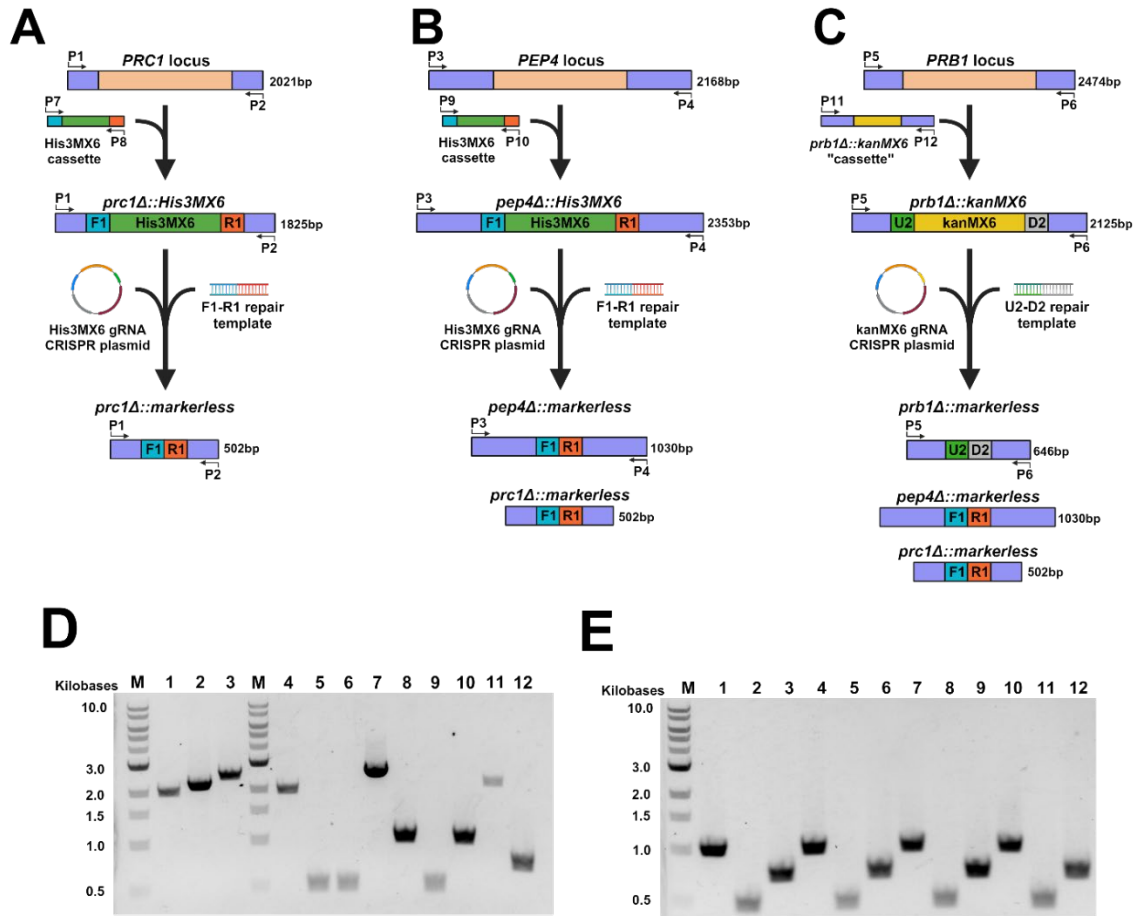 A
P1
PRC1 locus
2021bp
P2
P7
P8
His3MX6
cassette
prc1Δ::His3MX6
P1
F1
His3MX6
R1
1825bp
P2
His3MX6 gRNA
CRISPR plasmid
F1-R1 repair
template
prc1Δ::markerless
P1
F1
R1
502bp
P2
B
P3
PEP4 locus
2168bp
P4
P9
P10
His3MX6
cassette
pep4Δ::His3MX6
P3
F1
His3MX6
R1
2353bp
P4
His3MX6 gRNA
CRISPR plasmid
F1-R1 repair
template
pep4Δ::markerless
P3
F1
R1
1030bp
P4
prc1Δ::markerless
F1
R1
502bp
C
P5
PRB1 locus
2474bp
P6
P11
P12
prb1Δ::kanMX6
"cassette"
prb1Δ::kanMX6
P5
U2
kanMX6
D2
2125bp
P6
kanMX6 gRNA
CRISPR plasmid
U2-D2 repair
template
prb1Δ::markerless
P5
U2
D2
646bp
P6
pep4Δ::markerless
F1
R1
1030bp
prc1Δ::markerless
F1
R1
502bp
D
Kilobases M 1 2 3 M 4 5 6 7 8 9 10 11 12
10.0
3.0
2.0
1.5
1.0
0.5
E
Kilobases M 1 2 3 4 5 6 7 8 9 10 11 12
10.0
3.0
2.0
1.5
1.0
0.5